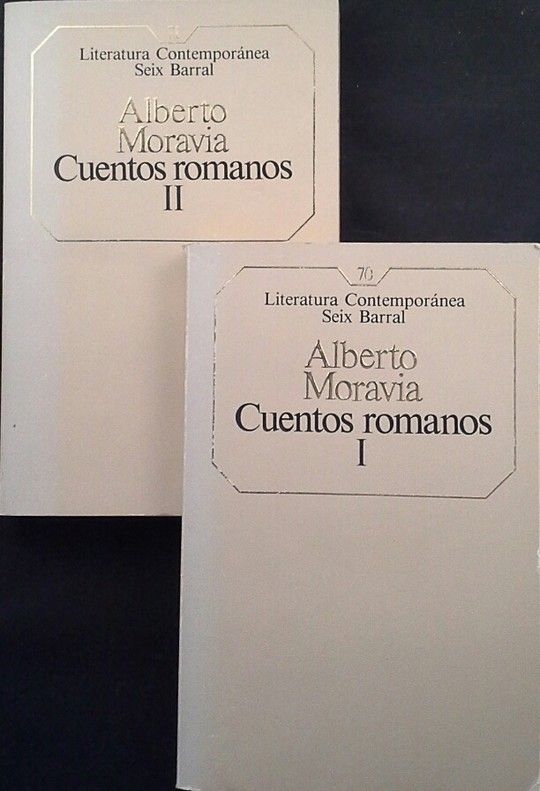 Literatura Contemporánea
Seix Barral
Alberto
Moravia
Cuentos romanos
II
70
Literatura Contemporánea
Seix Barral
Alberto
Moravia
Cuentos romanos
I